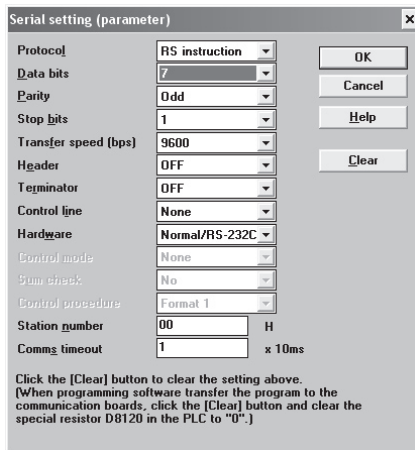 Serial setting (parameter)
Protocol RS instruction OK
Data bits 7
Parity Odd Cancel
Stop bits 1 Help
Transfer speed (bps) 9600
Header OFF Clear
Terminator OFF
Control line None
Hardware Normal/RS-232C
Control mode None
Sum check No
Control procedure Format 1
Station number 00 H
Comms timeout 1 x 10ms
Click the [Clear] button to clear the setting above.
(When programming software transfer the program to the
communication boards, click the [Clear] button and clear the
special resistor D8120 in the PLC to "0".)